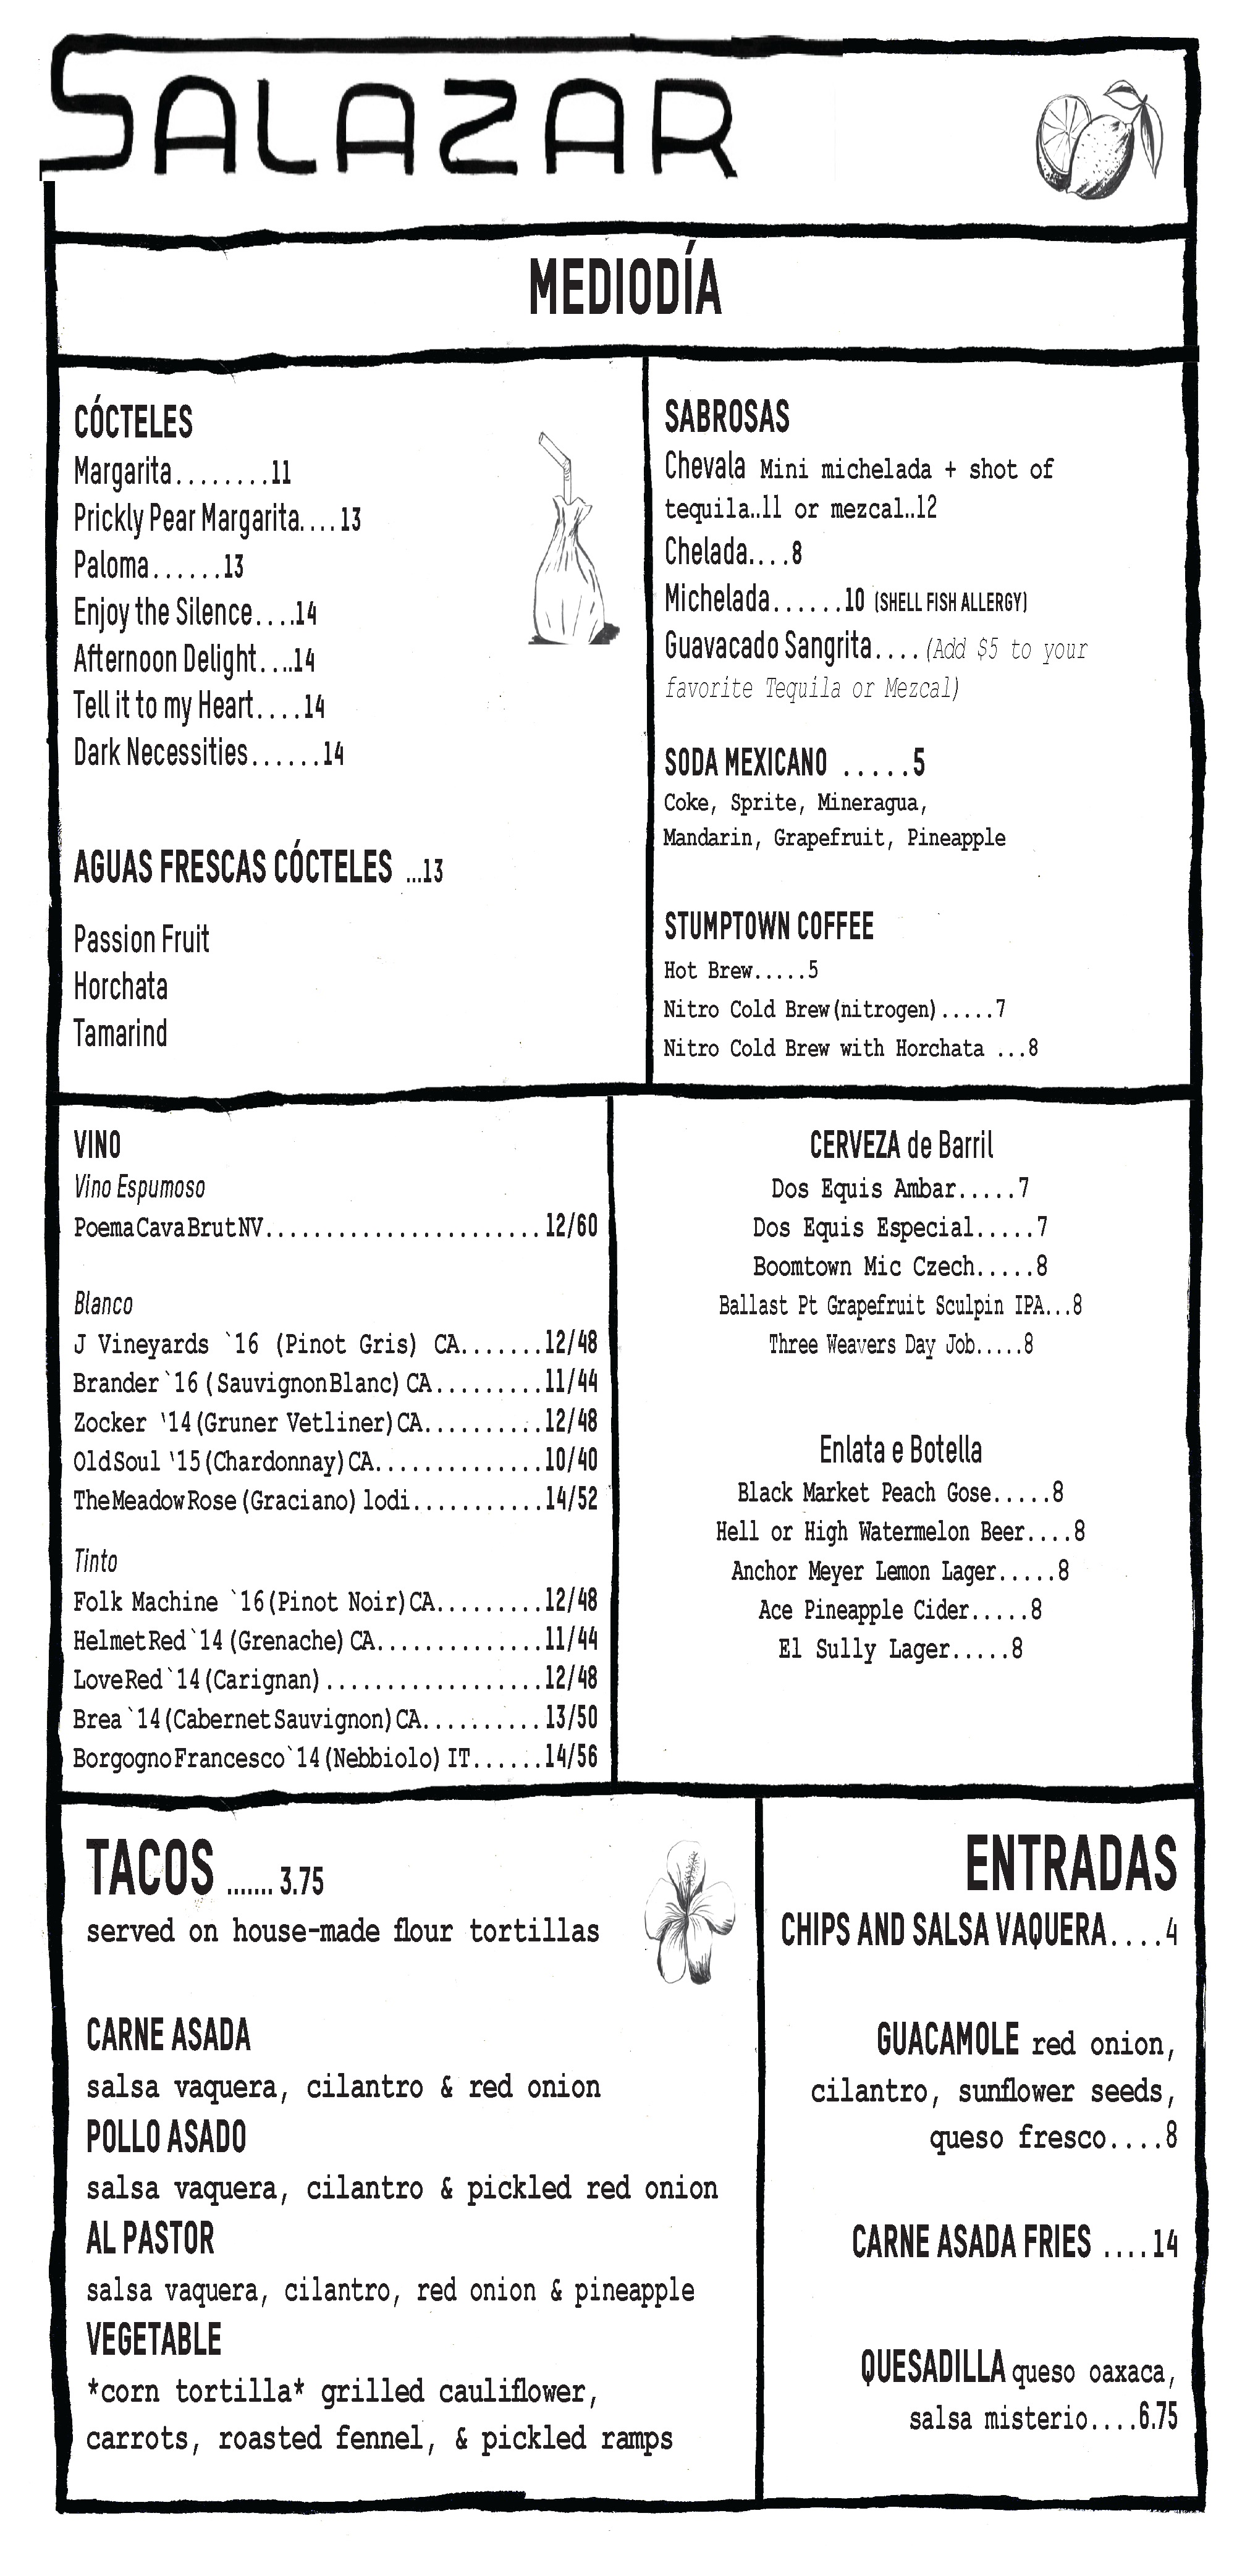 SALAZAR
MEDIODÍA
CÓCTELES
Margarita........11
Prickly Pear Margarita....13
Paloma......13
Enjoy the Silence....14
Afternoon Delight....14
Tell it to my Heart....14
Dark Necessities......14
AGUAS FRESCAS CÓCTELES ...13
Passion Fruit
Horchata
Tamarind
SABROSAS
Chevala Mini michelada + shot of
tequila..11 or mezcal..12
Chelada....8
Michelada......10 (SHELL FISH ALLERGY)
Guavacado Sangrita....(Add $5 to your
favorite Tequila or Mezcal)
SODA MEXICANO .....5
Coke, Sprite, Mineragua,
Mandarin, Grapefruit, Pineapple
STUMPTOWN COFFEE
Hot Brew.....5
Nitro Cold Brew(nitrogen).....7
Nitro Cold Brew with Horchata ...8
VINO
Vino Espumoso
Poema Cava Brut NV.......................12/60
Blanco
J Vineyards `16 (Pinot Gris) CA.......12/48
Brander `16 (Sauvignon Blanc) CA.........11/44
Zocker '14 (Gruner Vetliner) CA..........12/48
Old Soul '15 (Chardonnay) CA..............10/40
The Meadow Rose (Graciano) lodi...........14/52
Tinto
Folk Machine `16 (Pinot Noir) CA.........12/48
Helmet Red `14 (Grenache) CA..............11/44
Love Red `14 (Carignan)..................12/48
Brea `14 (Cabernet Sauvignon) CA..........13/50
Borgogno Francesco `14 (Nebbiolo) IT......14/56
CERVEZA de Barril
Dos Equis Ambar.....7
Dos Equis Especial.....7
Boomtown Mic Czech.....8
Ballast Pt Grapefruit Sculpin IPA...8
Three Weavers Day Job.....8
Enlata e Botella
Black Market Peach Gose.....8
Hell or High Watermelon Beer....8
Anchor Meyer Lemon Lager.....8
Ace Pineapple Cider.....8
El Sully Lager.....8
TACOS ....... 3.75
served on house-made flour tortillas
CARNE ASADA
salsa vaquera, cilantro & red onion
POLLO ASADO
salsa vaquera, cilantro & pickled red onion
AL PASTOR
salsa vaquera, cilantro, red onion & pineapple
VEGETABLE
*corn tortilla* grilled cauliflower,
carrots, roasted fennel, & pickled ramps
ENTRADAS
CHIPS AND SALSA VAQUERA....4
GUACAMOLE red onion,
cilantro, sunflower seeds,
queso fresco....8
CARNE ASADA FRIES ....14
QUESADILLA queso oaxaca,
salsa misterio....6.75